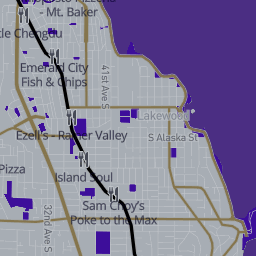 - Mt. Baker
tle Chengdu
Emerald City
Fish & Chips
41st Ave S
Lakewood
Ezell's - Rainier Valley
S Alaska St
Pizza
Island Soul
Sam Choy's
Poke to the Max
32nd Ave S